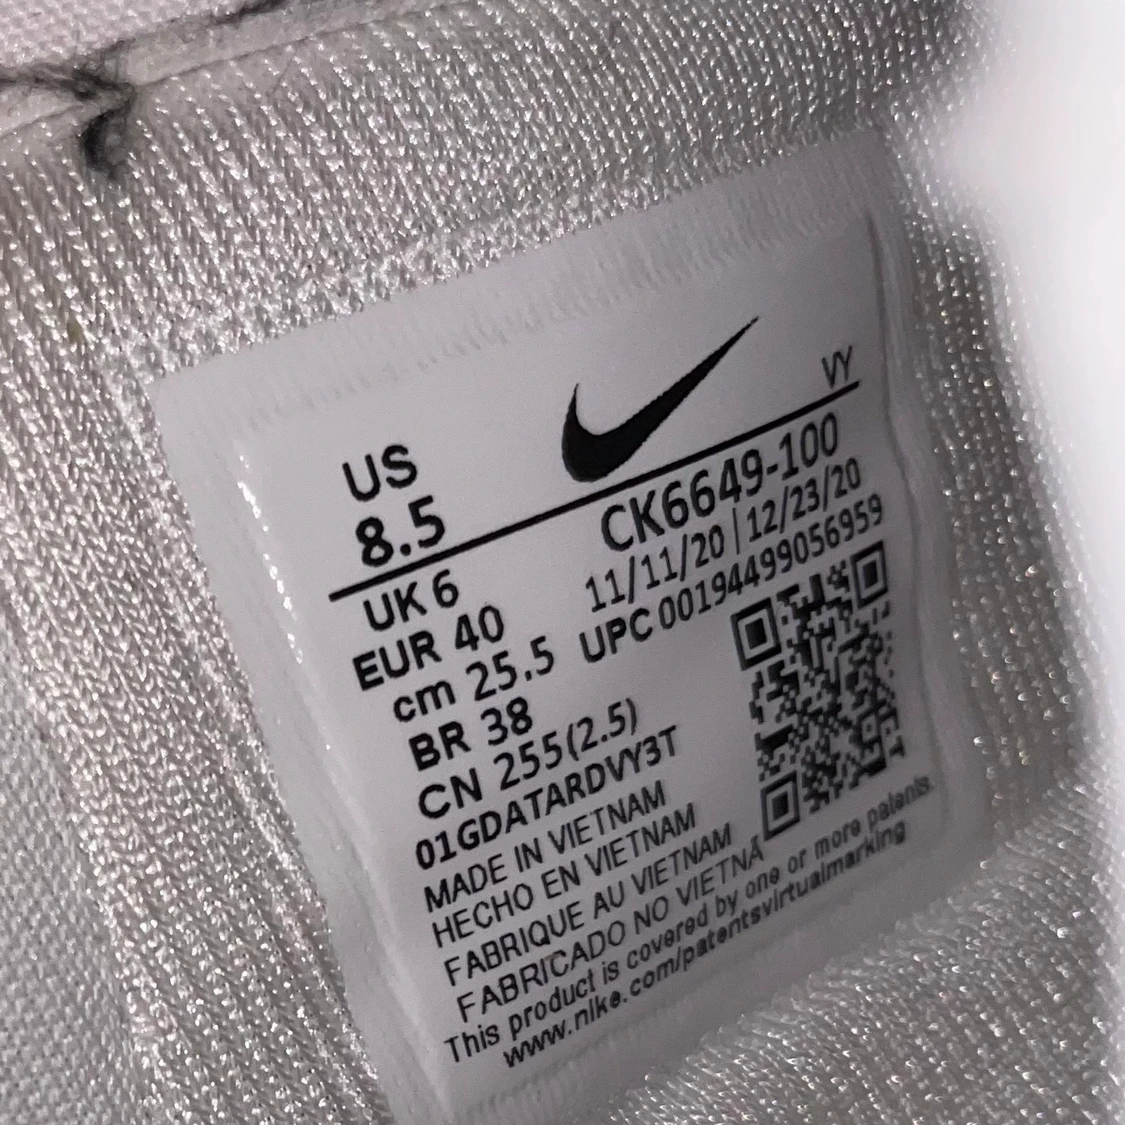 VY
US
8.5
CK6649-100
11/11/20 | 12/23/20
UPC 00194499056959
UK 6
EUR 40
cm 25.5
BR 38
CN 255(2.5)
01GDATARDVY3T
MADE IN VIETNAM
HECHO EN VIETNAM
FABRIQUE AU VIETNAM
FABRICADO NO VIETNÃ
This product is covered by one or more patents.
www.nike.com/patentsvirtualmarking